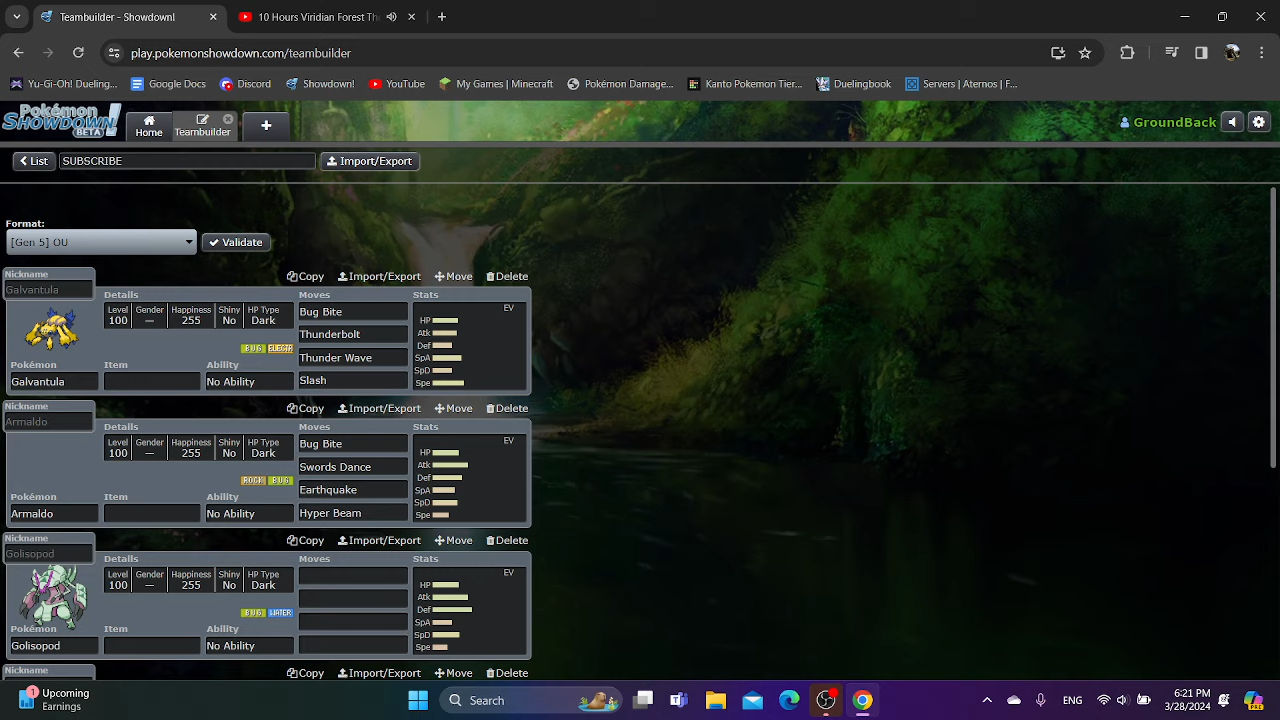 Teambuilder - Showdown!
10 Hours Viridian Forest Th
play.pokemonshowdown.com/teambuilder
Yu-Gi-Oh! Dueling...
Google Docs
Discord
Showdown!
YouTube
My Games | Minecraft
Pokémon Damage...
Kanto Pokemon Tier...
Duelingbook
Servers | Aternos | F...
Pokémon
SHOWDOWN!
BETA
Home
Teambuilder
GroundBack
List
SUBSCRIBE
Import/Export
Format:
[Gen 5] OU
Validate
Nickname
Galvantula
Copy Import/Export Move Delete
Details
Level 100
Gender —
Happiness 255
Shiny No
HP Type Dark
BUG ELECTR
Pokémon
Galvantula
Item
Ability
No Ability
Moves
Bug Bite
Thunderbolt
Thunder Wave
Slash
Stats
EV
HP
Atk
Def
SpA
SpD
Spe
Nickname
Armaldo
Copy Import/Export Move Delete
Details
Level 100
Gender —
Happiness 255
Shiny No
HP Type Dark
ROCK BUG
Pokémon
Armaldo
Item
Ability
No Ability
Moves
Bug Bite
Swords Dance
Earthquake
Hyper Beam
Stats
EV
HP
Atk
Def
SpA
SpD
Spe
Nickname
Golisopod
Copy Import/Export Move Delete
Details
Level 100
Gender —
Happiness 255
Shiny No
HP Type Dark
BUG WATER
Pokémon
Golisopod
Item
Ability
No Ability
Moves
Stats
EV
HP
Atk
Def
SpA
SpD
Spe
Nickname
Copy Import/Export Move Delete
1
Upcoming
Earnings
Search
ENG
6:21 PM
3/28/2024
PRE